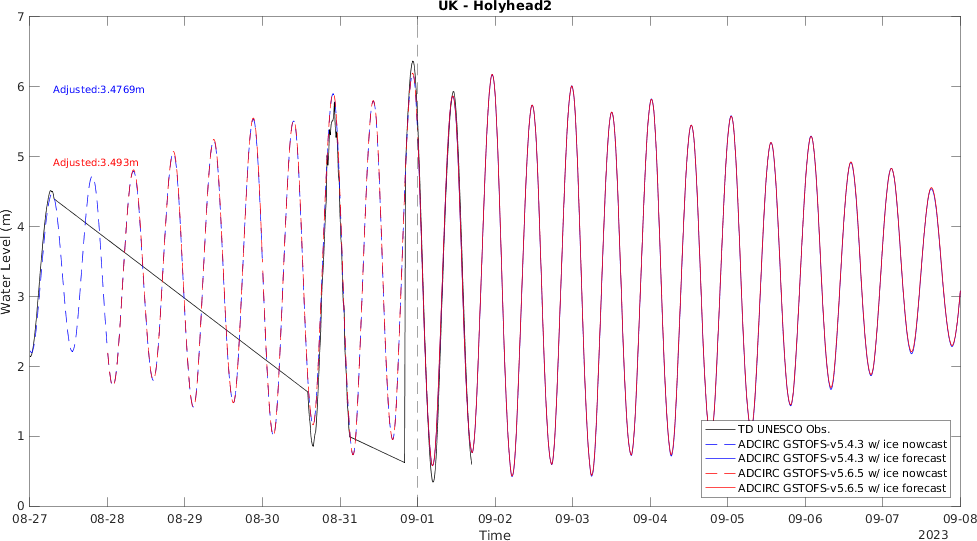 UK - Holyhead2
7
6
5
4
3
2
1
0
Water Level (m)
Adjusted:3.4769m
Adjusted:3.493m
TD UNESCO Obs.
ADCIRC GSTOFS-v5.4.3 w/ ice nowcast
ADCIRC GSTOFS-v5.4.3 w/ ice forecast
ADCIRC GSTOFS-v5.6.5 w/ ice nowcast
ADCIRC GSTOFS-v5.6.5 w/ ice forecast
08-27 08-28 08-29 08-30 08-31 09-01 09-02 09-03 09-04 09-05 09-06 09-07 09-08
Time
2023